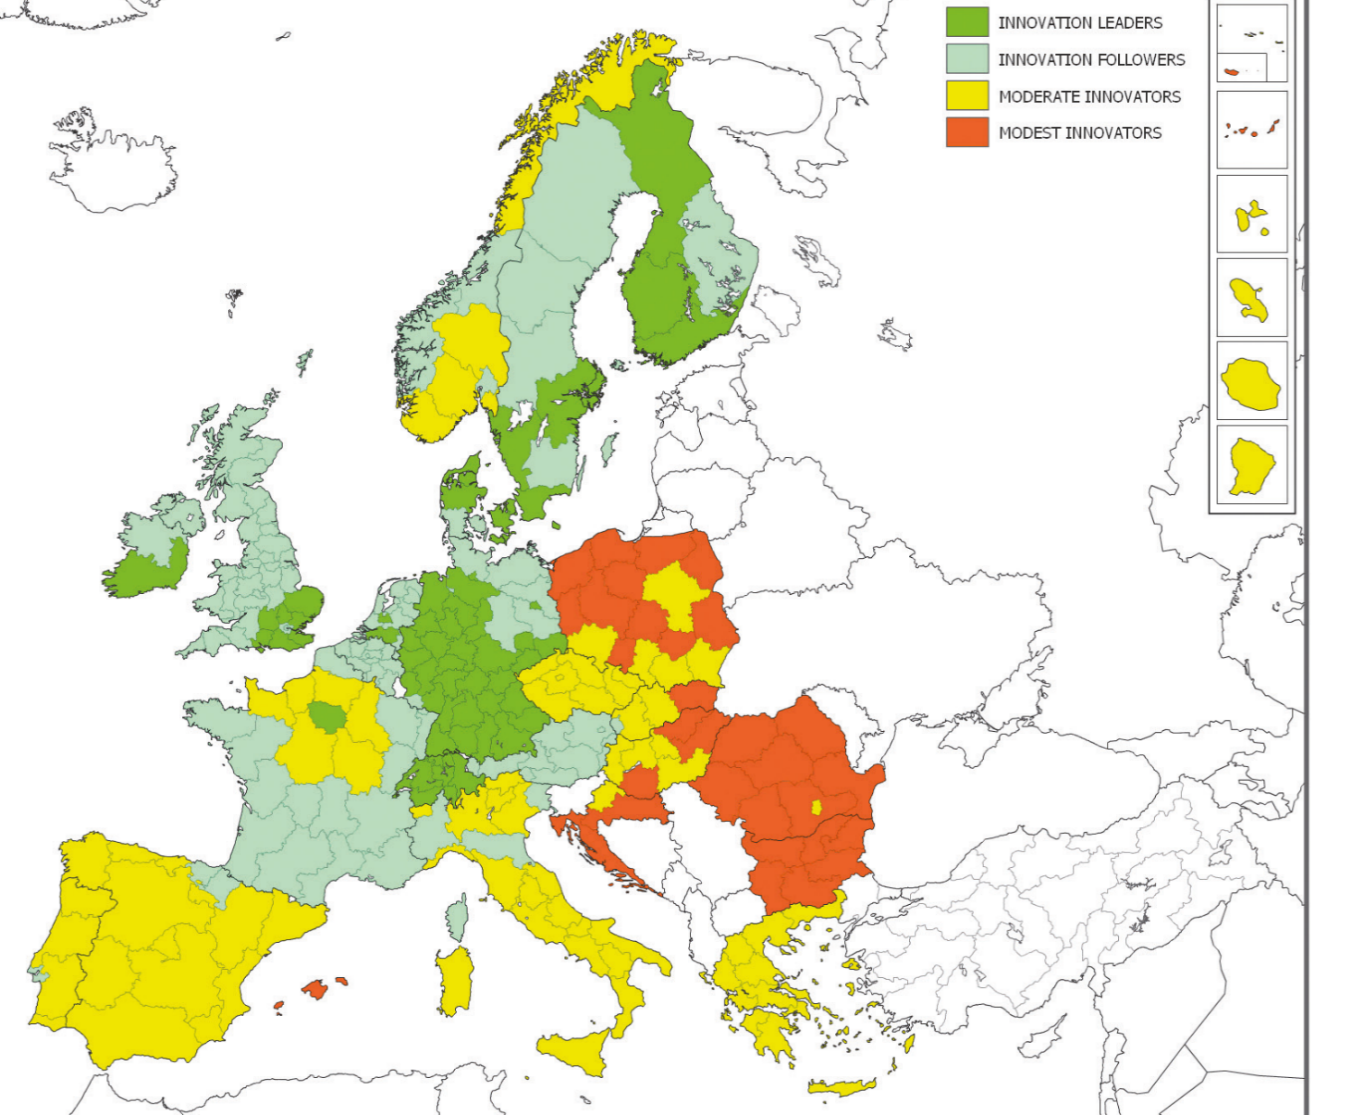 INNOVATION LEADERS
INNOVATION FOLLOWERS
MODERATE INNOVATORS
MODEST INNOVATORS